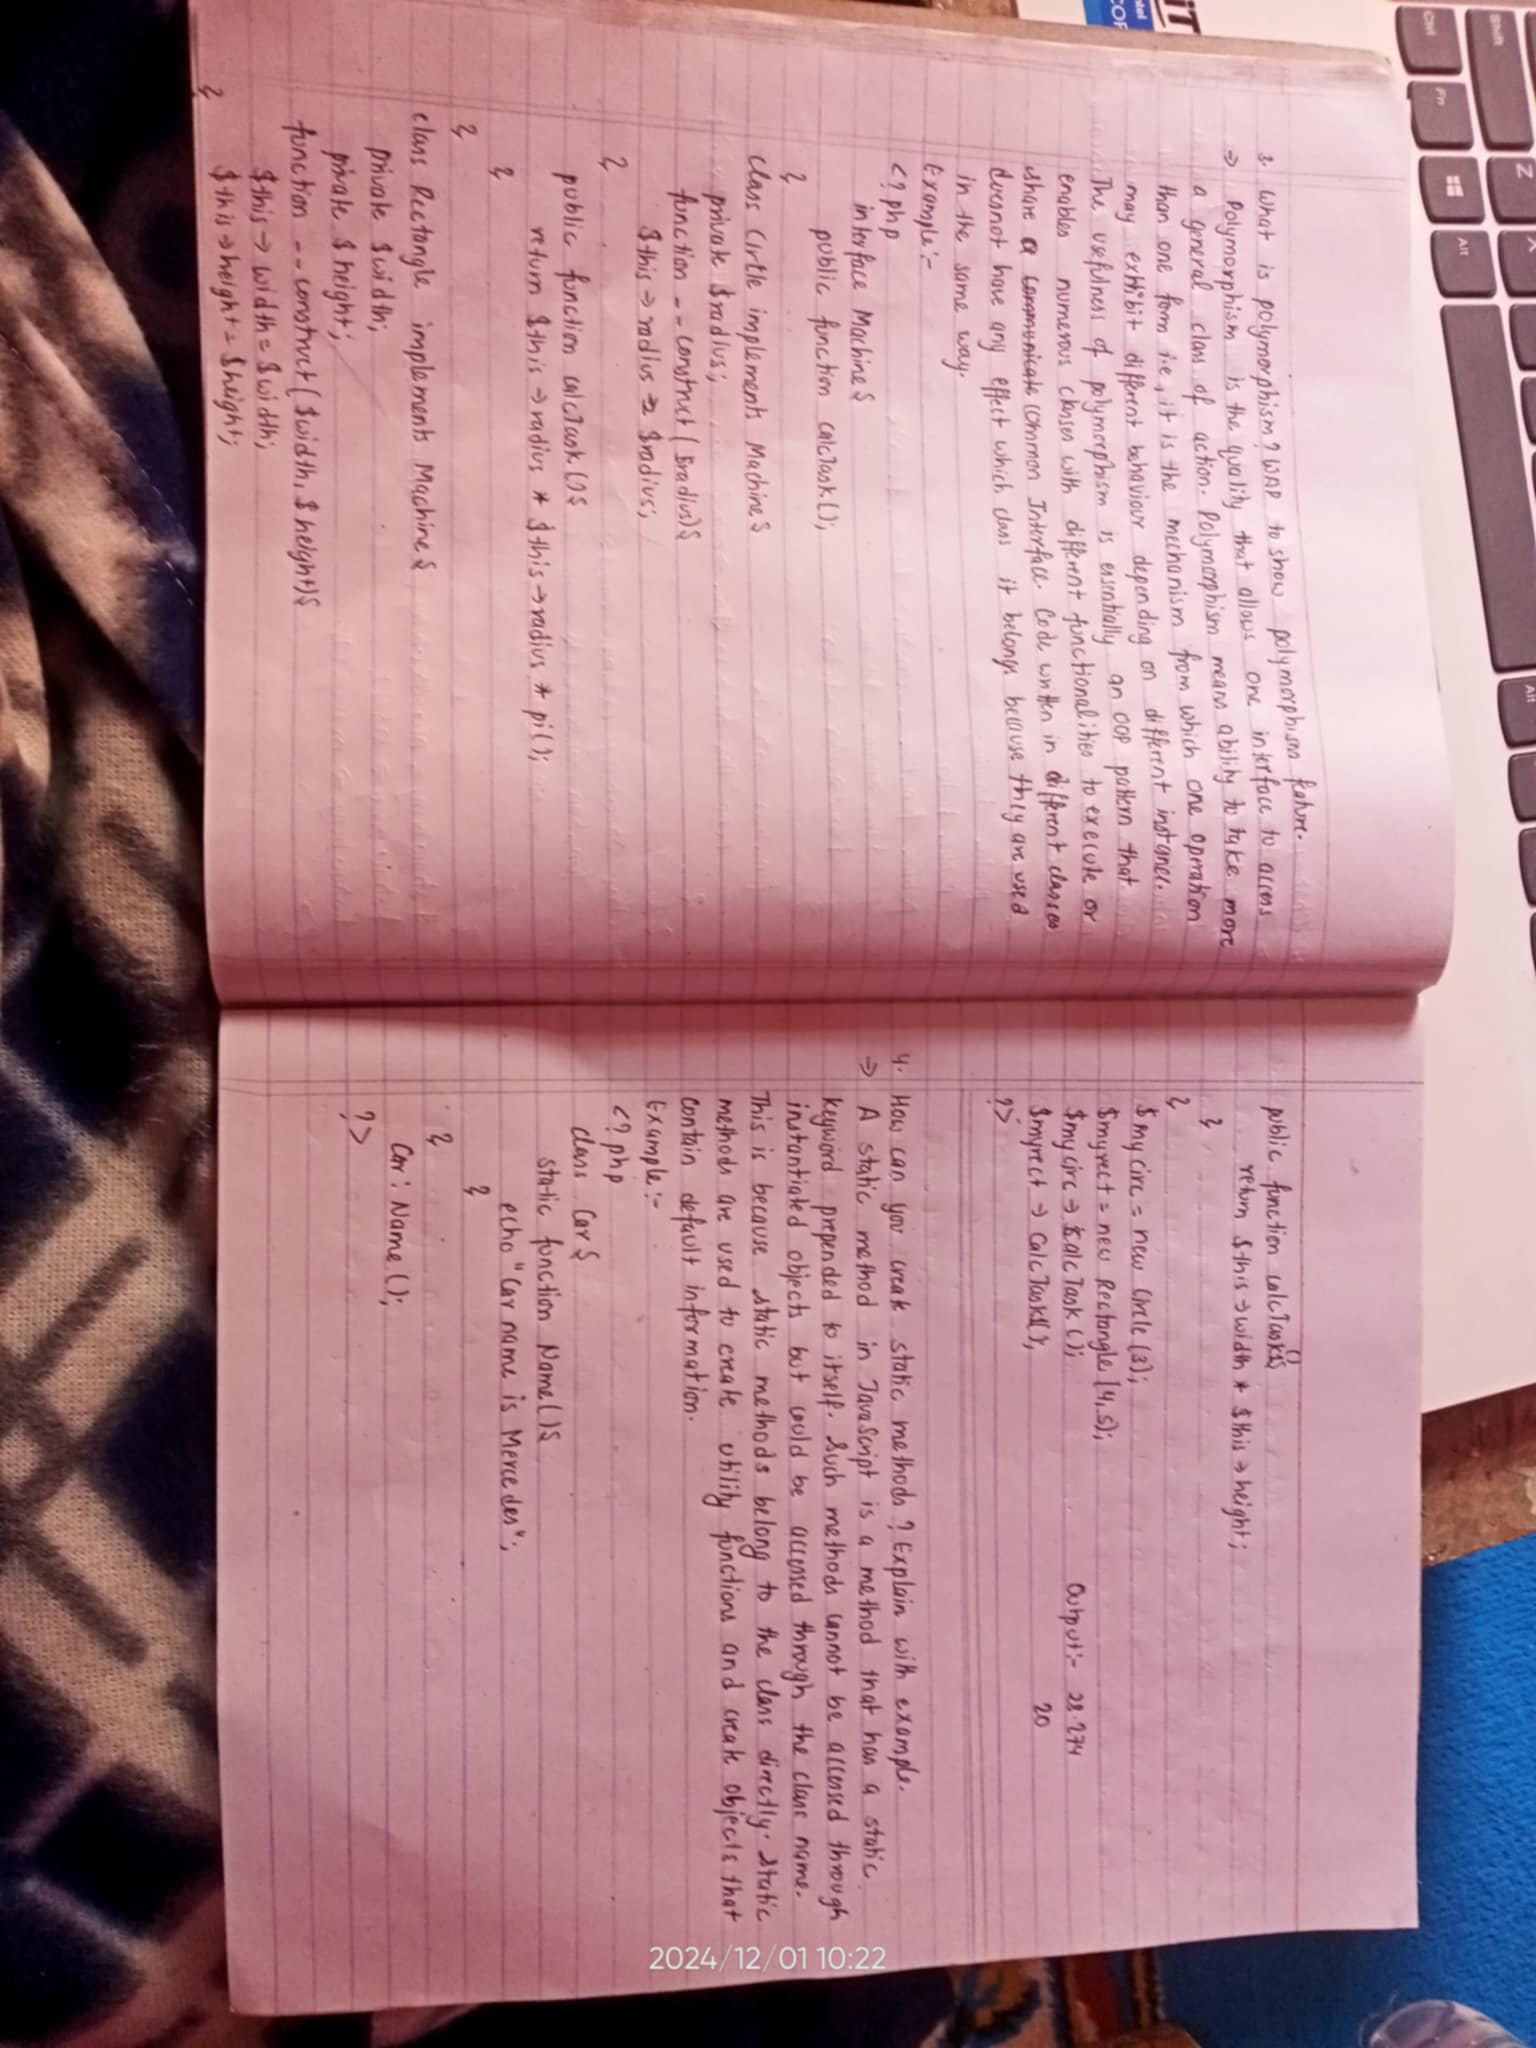 Shift
Z
X
Alt
Ctrl
Fn
Alt
iT
intel
COR
3. What is polymorphism? WAP to show polymorphism feature.
→ Polymorphism is the quality that allows one interface to access
a general class of action. Polymorphism means ability to take more
than one form i.e, it is the mechanism from which one operation
may exhibit different behaviour depending on different instance.
The usefulness of polymorphism is essentially an OOP pattern that
enables numerous classes with different functionalities to execute or
share a communicate common Interface. Code written in different classes
doesnot have any effect which class it belongs because they are used
in the same way.
Example:-
<?php
interface Machine{
public function calcTask();
}
class Circle implements Machine{
private $radius;
function __construct($radius){
$this→radius = $radius;
}
public function calcTask(){
return $this→radius * $this→radius * pi();
}
}
class Rectangle implements Machine{
private $width;
private $height;
function __construct($width, $height){
$this→width = $width;
$this→height = $height;
}
public function calcTask1(){
return $this→width * $this→height;
}
}
$mycirc = new Circle(3);
$myrect = new Rectangle(4,5);
$mycirc → calcTask(); Output:- 28.274
$myrect → CalcTask1(); 20
?>
4. How can you create static methods? Explain with example.
⇒ A static method in JavaScript is a method that has a static
keyword prepended to itself. Such methods cannot be accessed through
instantiated objects but could be accessed through the class name.
This is because static methods belong to the class directly. Static
methods are used to create utility functions and create objects that
contain default information.
Example:-
<?php
class Car{
static function Name(){
echo "Car name is Mercedes";
}
}
Car: Name();
?>
2024/12/01 10:22